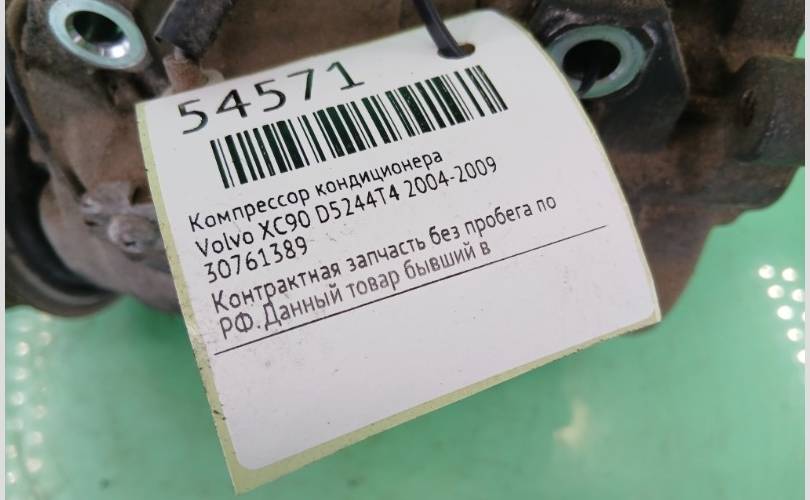 54571
Компрессор кондиционера
Volvo XC90 D5244T4 2004-2009
30761389
Контрактная запчасть без пробега по
РФ. Данный товар бывший в